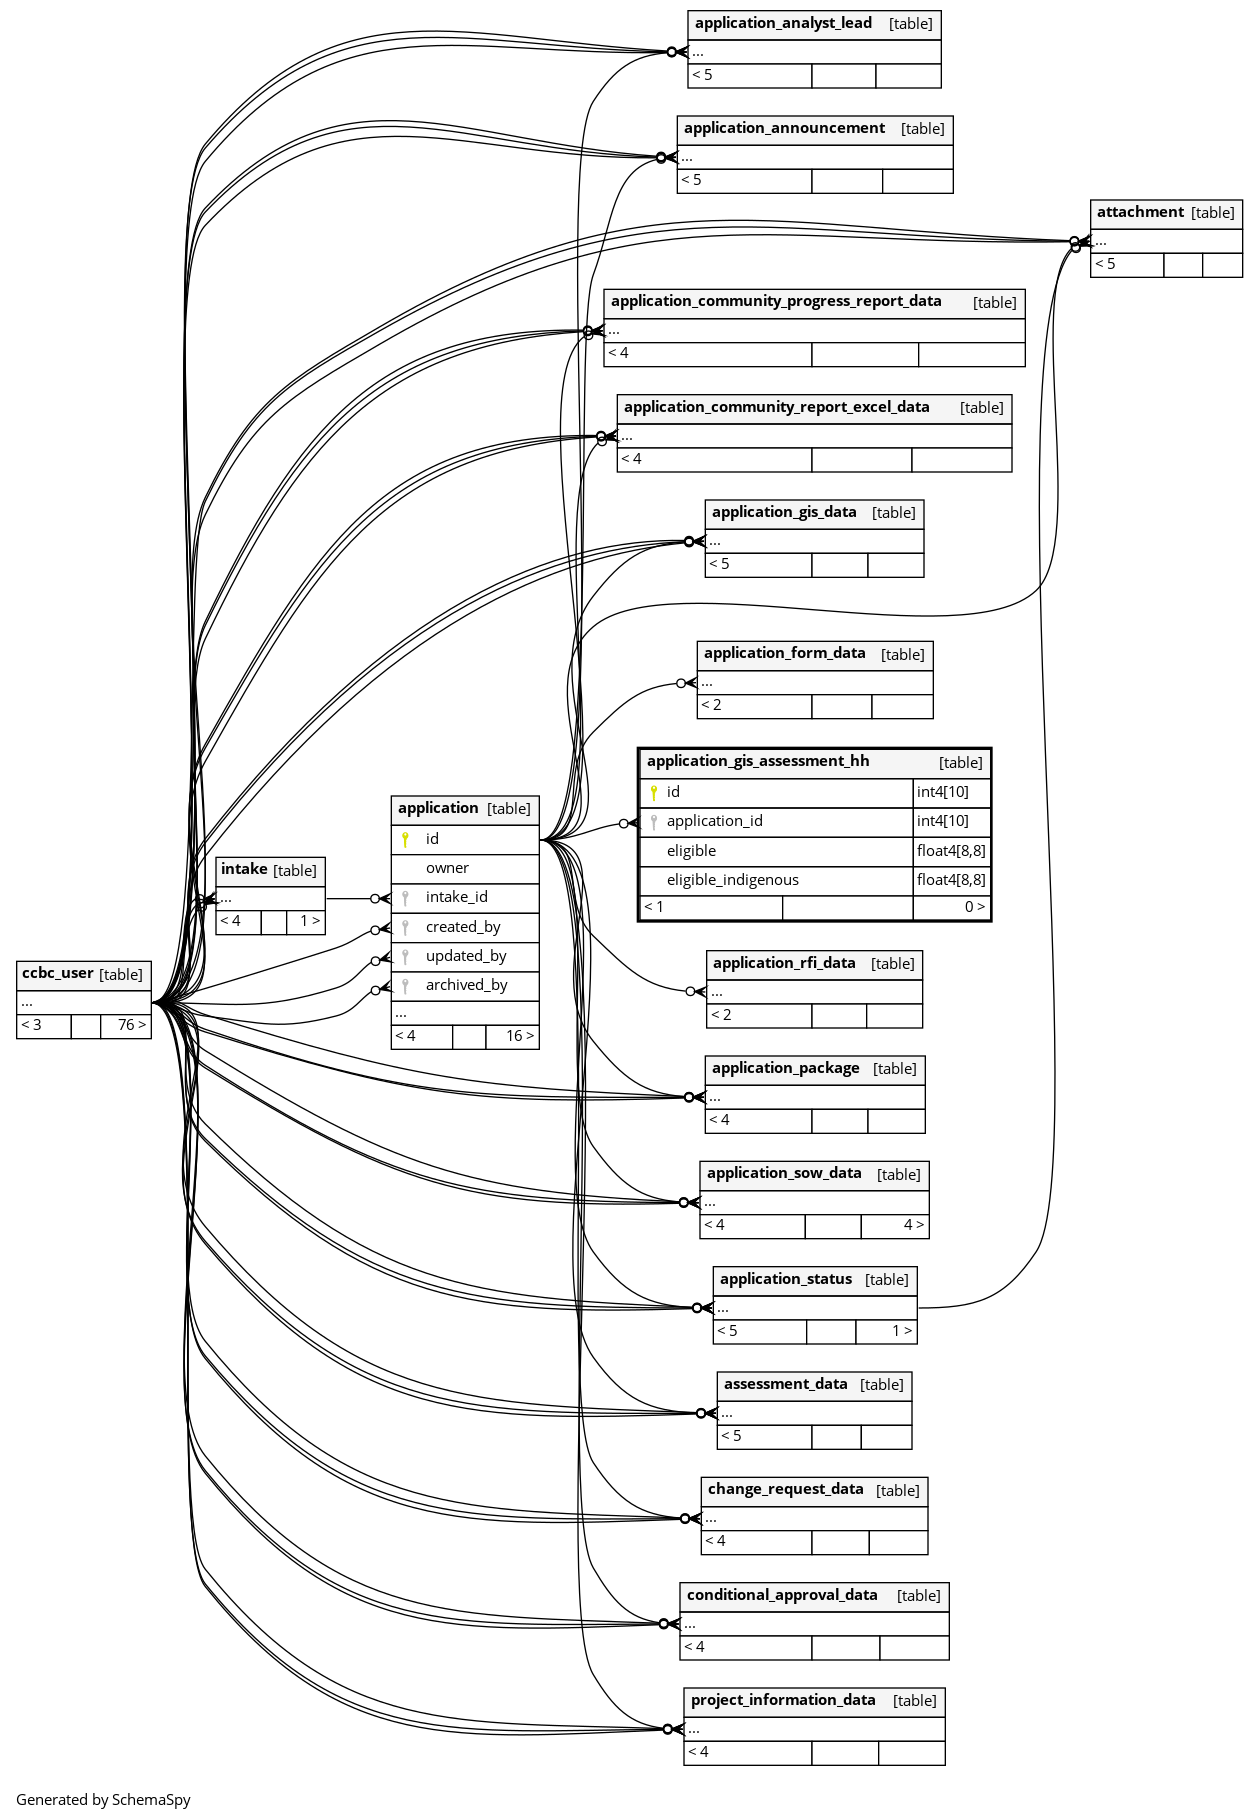 application_analyst_lead [table]
...
< 5
application_announcement [table]
...
< 5
attachment [table]
...
< 5
application_community_progress_report_data [table]
...
< 4
application_community_report_excel_data [table]
...
< 4
application_gis_data [table]
...
< 5
application_form_data [table]
...
< 2
application_gis_assessment_hh [table]
id int4[10]
application_id int4[10]
eligible float4[8,8]
eligible_indigenous float4[8,8]
< 1 0 >
application [table]
id
owner
intake_id
created_by
updated_by
archived_by
...
< 4 16 >
intake [table]
...
< 4 1 >
ccbc_user [table]
...
< 3 76 >
application_rfi_data [table]
...
< 2
application_package [table]
...
< 4
application_sow_data [table]
...
< 4 4 >
application_status [table]
...
< 5 1 >
assessment_data [table]
...
< 5
change_request_data [table]
...
< 4
conditional_approval_data [table]
...
< 4
project_information_data [table]
...
< 4
Generated by SchemaSpy